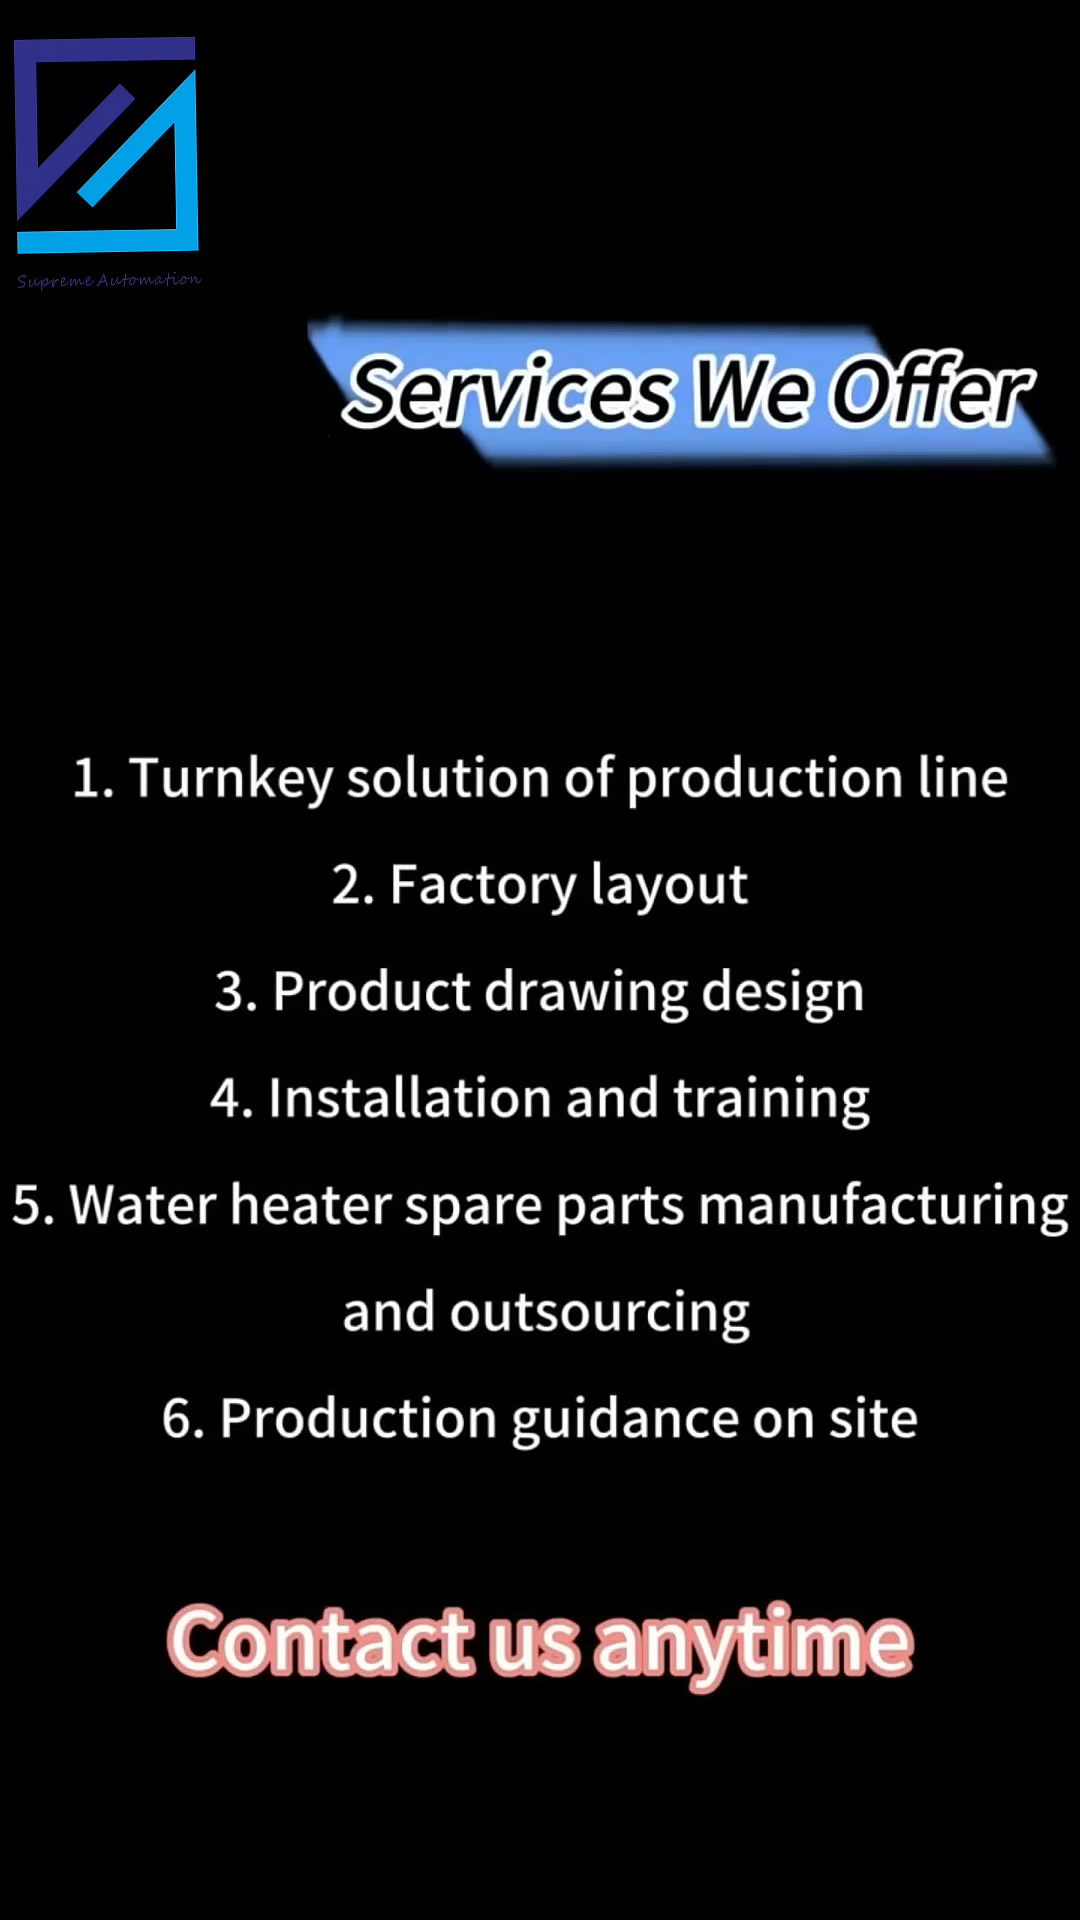 Supreme Automation
Services We Offer
1. Turnkey solution of production line
2. Factory layout
3. Product drawing design
4. Installation and training
5. Water heater spare parts manufacturing
and outsourcing
6. Production guidance on site
Contact us anytime